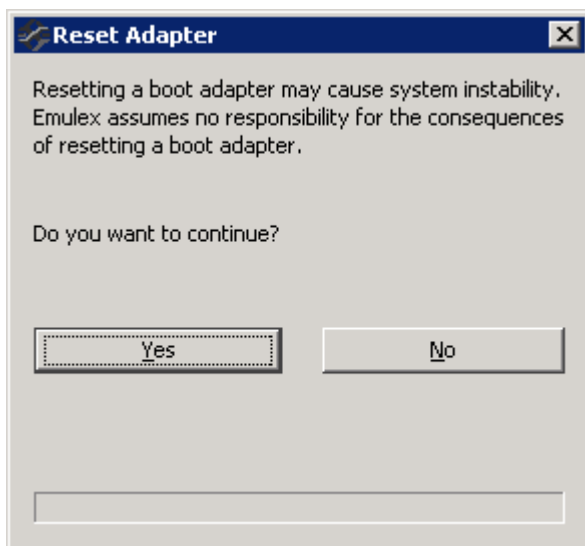 Reset Adapter
Resetting a boot adapter may cause system instability.
Emulex assumes no responsibility for the consequences
of resetting a boot adapter.
Do you want to continue?
Yes
No